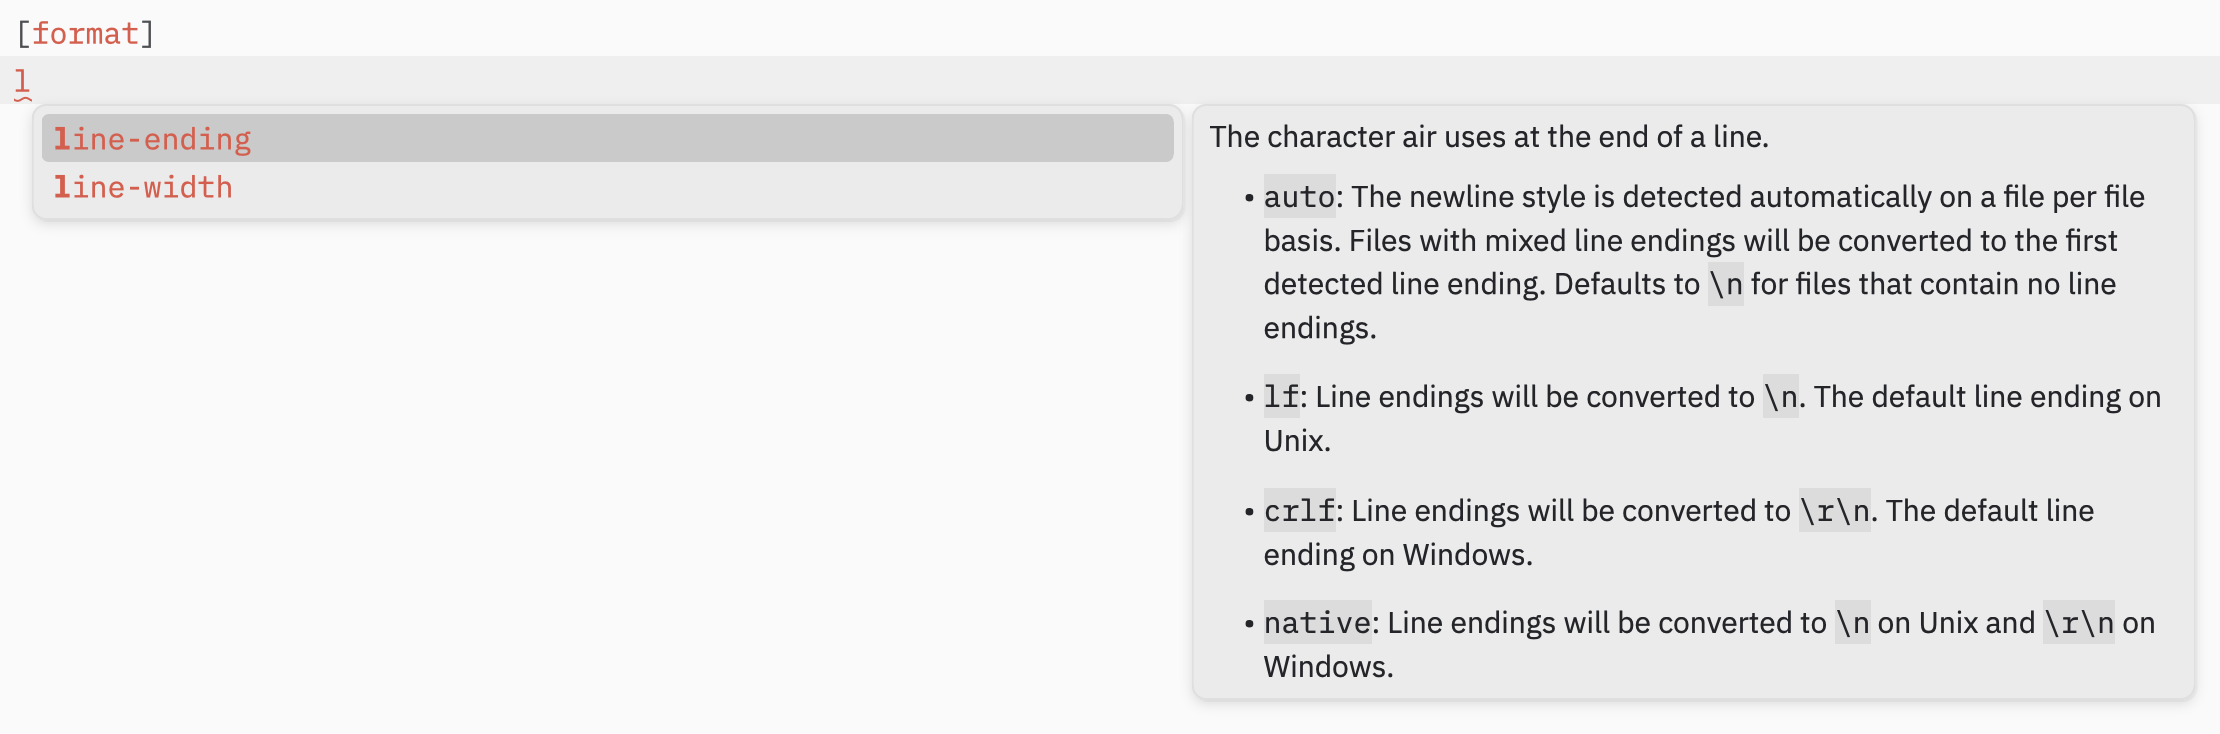 [format]
l
line-ending
line-width
The character air uses at the end of a line.
• auto: The newline style is detected automatically on a file per file
basis. Files with mixed line endings will be converted to the first
detected line ending. Defaults to \n for files that contain no line
endings.
• lf: Line endings will be converted to \n. The default line ending on
Unix.
• crlf: Line endings will be converted to \r\n. The default line
ending on Windows.
• native: Line endings will be converted to \n on Unix and \r\n on
Windows.